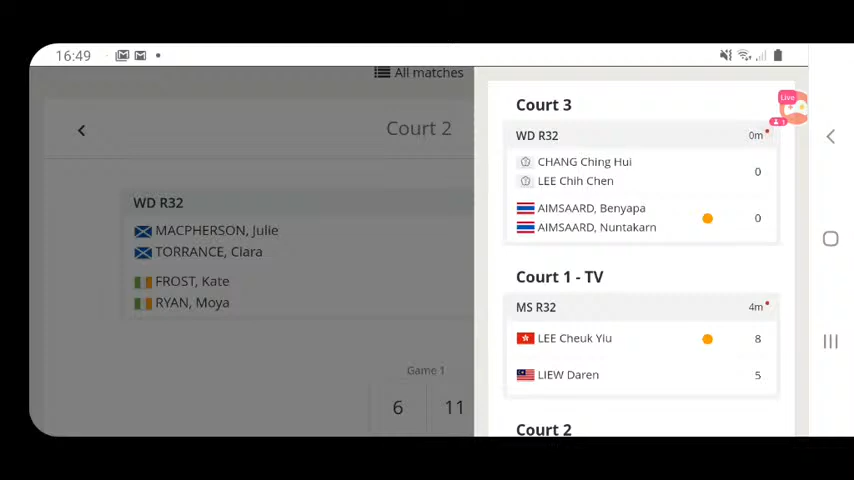 16:49
All matches
Court 2
WD R32
MACPHERSON, Julie
TORRANCE, Ciara
FROST, Kate
RYAN, Moya
Game 1
6 11
Court 3
WD R32 0m
CHANG Ching Hui
LEE Chih Chen
0
AIMSAARD, Benyapa
AIMSAARD, Nuntakarn
0
Court 1 - TV
MS R32 4m
LEE Cheuk Yiu 8
LIEW Daren 5
Court 2
Live
1